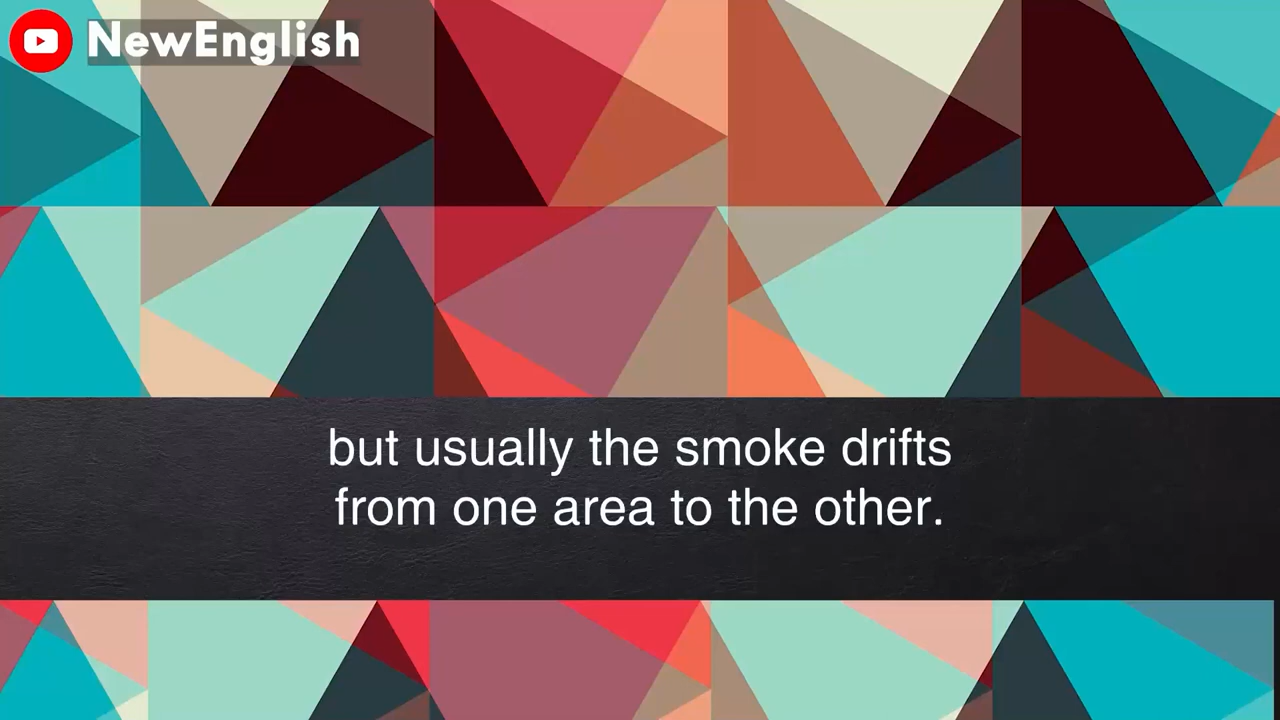 NewEnglish
but usually the smoke drifts
from one area to the other.